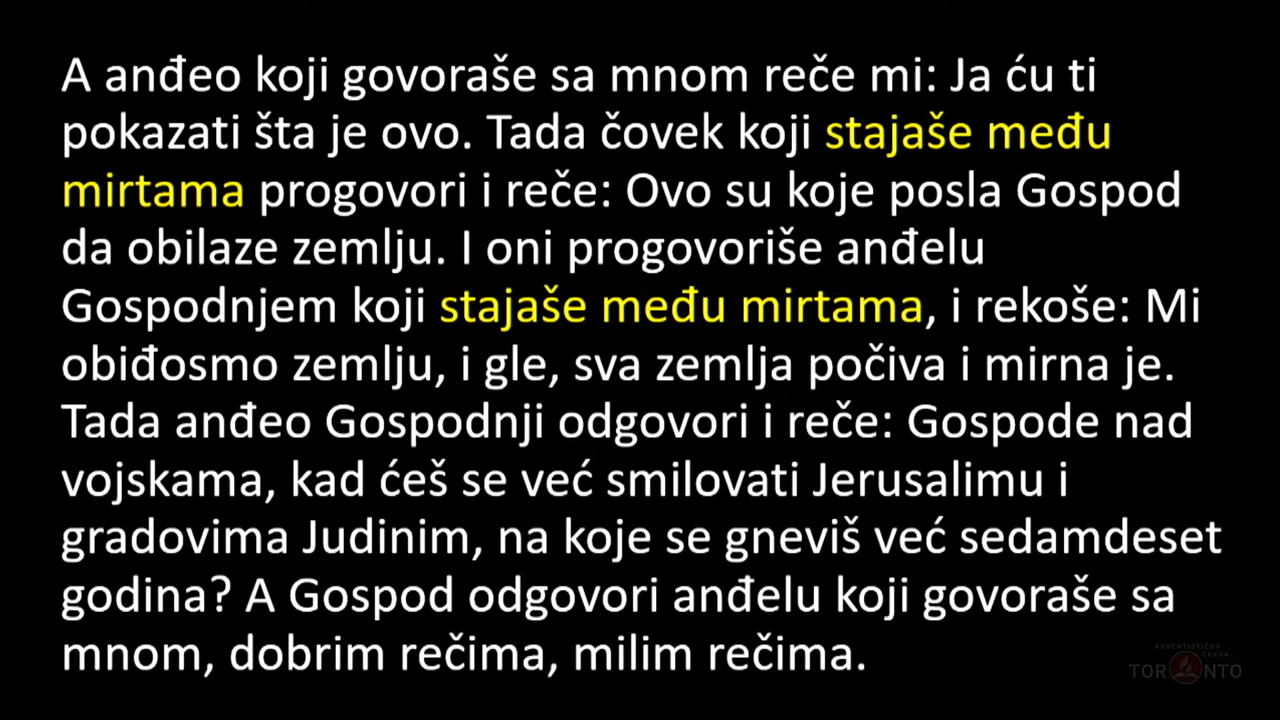 A anđeo koji govoraše sa mnom reče mi: Ja ću ti
pokazati šta je ovo. Tada čovek koji stajaše među
mirtama progovori i reče: Ovo su koje posla Gospod
da obilaze zemlju. I oni progovoriše anđelu
Gospodnjem koji stajaše među mirtama, i rekoše: Mi
obiđosmo zemlju, i gle, sva zemlja počiva i mirna je.
Tada anđeo Gospodnji odgovori i reče: Gospode nad
vojskama, kad ćeš se već smilovati Jerusalimu i
gradovima Judinim, na koje se gneviš već sedamdeset
godina? A Gospod odgovori anđelu koji govoraše sa
mnom, dobrim rečima, milim rečima.
ADVENTISTIČKA
CRKVA
TORONTO